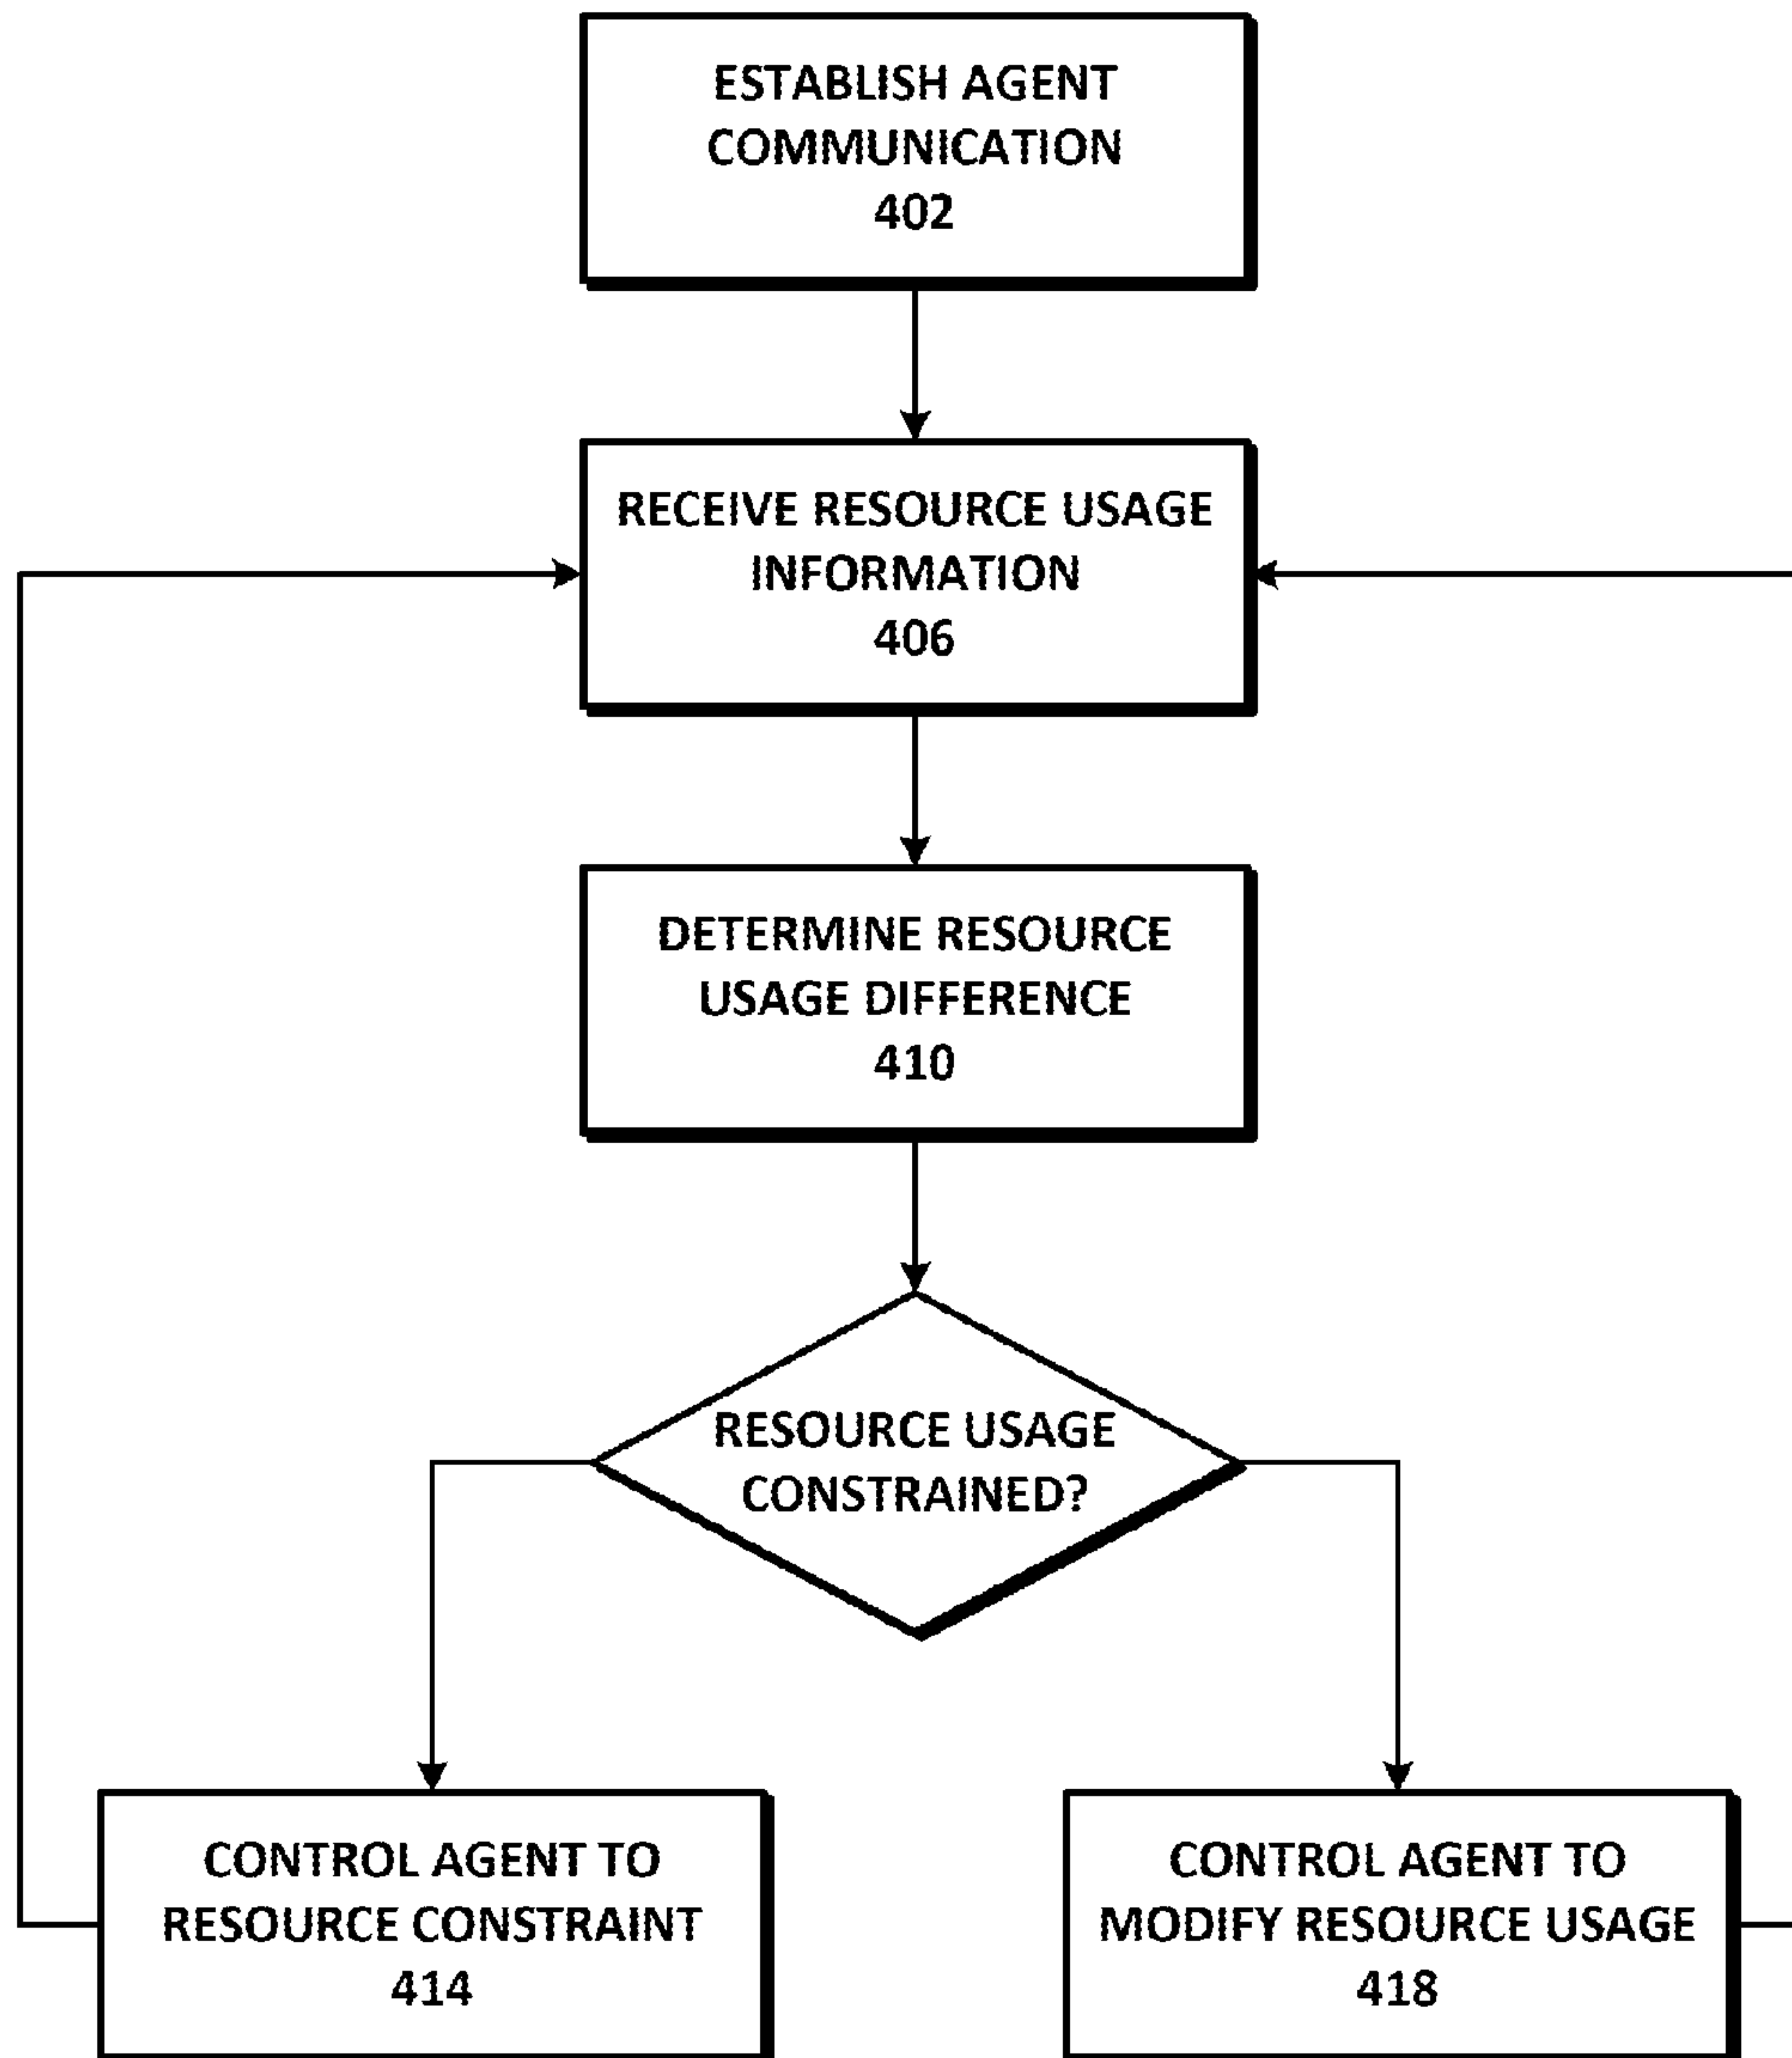 ESTABLISH AGENT
COMMUNICATION
402
RECEIVE RESOURCE USAGE
INFORMATION
406
DETERMINE RESOURCE
USAGE DIFFERENCE
410
RESOURCE USAGE
CONSTRAINED?
CONTROL AGENT TO
RESOURCE CONSTRAINT
414
CONTROL AGENT TO
MODIFY RESOURCE USAGE
418